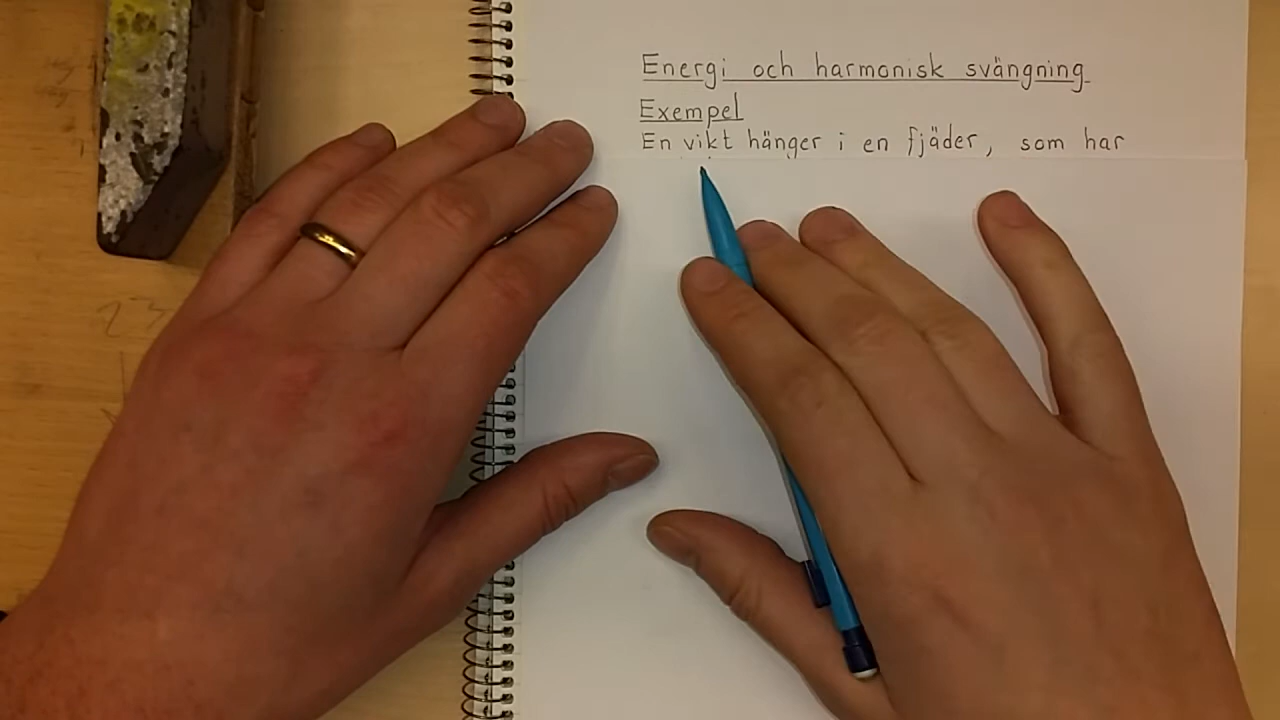 Energi och harmonisk svängning
Exempel
En vikt hänger i en fjäder, som har